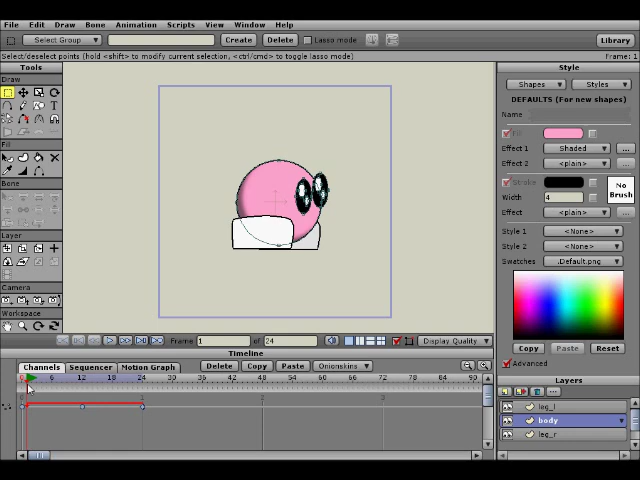 File Edit Draw Bone Animation Scripts View Window Help
Select Group Create Delete Lasso mode Library
Select/deselect points (hold <shift> to modify current selection, <ctrl/cmd> to toggle lasso mode) Frame: 1
Tools
Draw
Fill
Bone
Layer
Camera
Workspace
Style
Shapes Styles
DEFAULTS (For new shapes)
Name
Fill
Effect 1 Shaded ...
Effect 2 <plain> ...
Stroke
No Brush
Width 4
Effect <plain> ...
Style 1 <None>
Style 2 <None>
Swatches .Default.png
Copy Paste Reset
Advanced
Frame 1 of 24 Display Quality
Timeline
Channels Sequencer Motion Graph Delete Copy Paste Onionskins
0 6 12 18 24 30 36 42 48 54 60 66 72 78 84 90
0 1 2 3
Layers
leg_l
body
leg_r